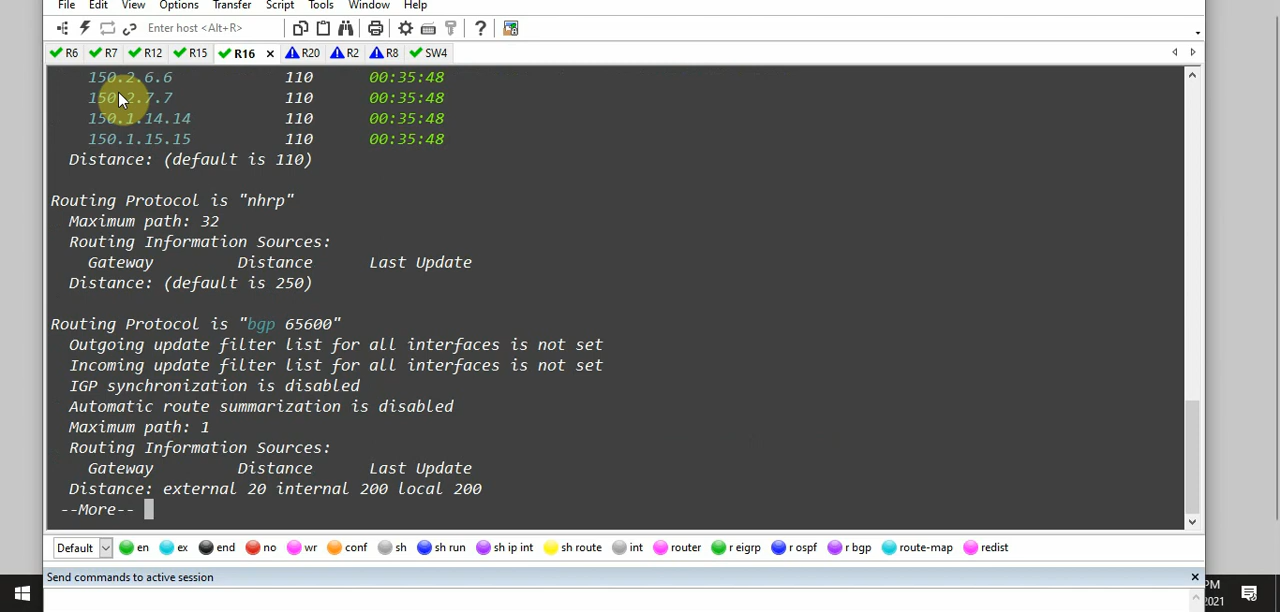 File Edit View Options Transfer Script Tools Window Help
Enter host <Alt+R>
R6 R7 R12 R15 R16 × R20 R2 R8 SW4
150.2.6.6 110 00:35:48
150.2.7.7 110 00:35:48
150.1.14.14 110 00:35:48
150.1.15.15 110 00:35:48
Distance: (default is 110)
Routing Protocol is "nhrp"
Maximum path: 32
Routing Information Sources:
Gateway Distance Last Update
Distance: (default is 250)
Routing Protocol is "bgp 65600"
Outgoing update filter list for all interfaces is not set
Incoming update filter list for all interfaces is not set
IGP synchronization is disabled
Automatic route summarization is disabled
Maximum path: 1
Routing Information Sources:
Gateway Distance Last Update
Distance: external 20 internal 200 local 200
--More--
Default en ex end no wr conf sh sh run sh ip int sh route int router r eigrp r ospf r bgp route-map redist
Send commands to active session ×
PM
2021